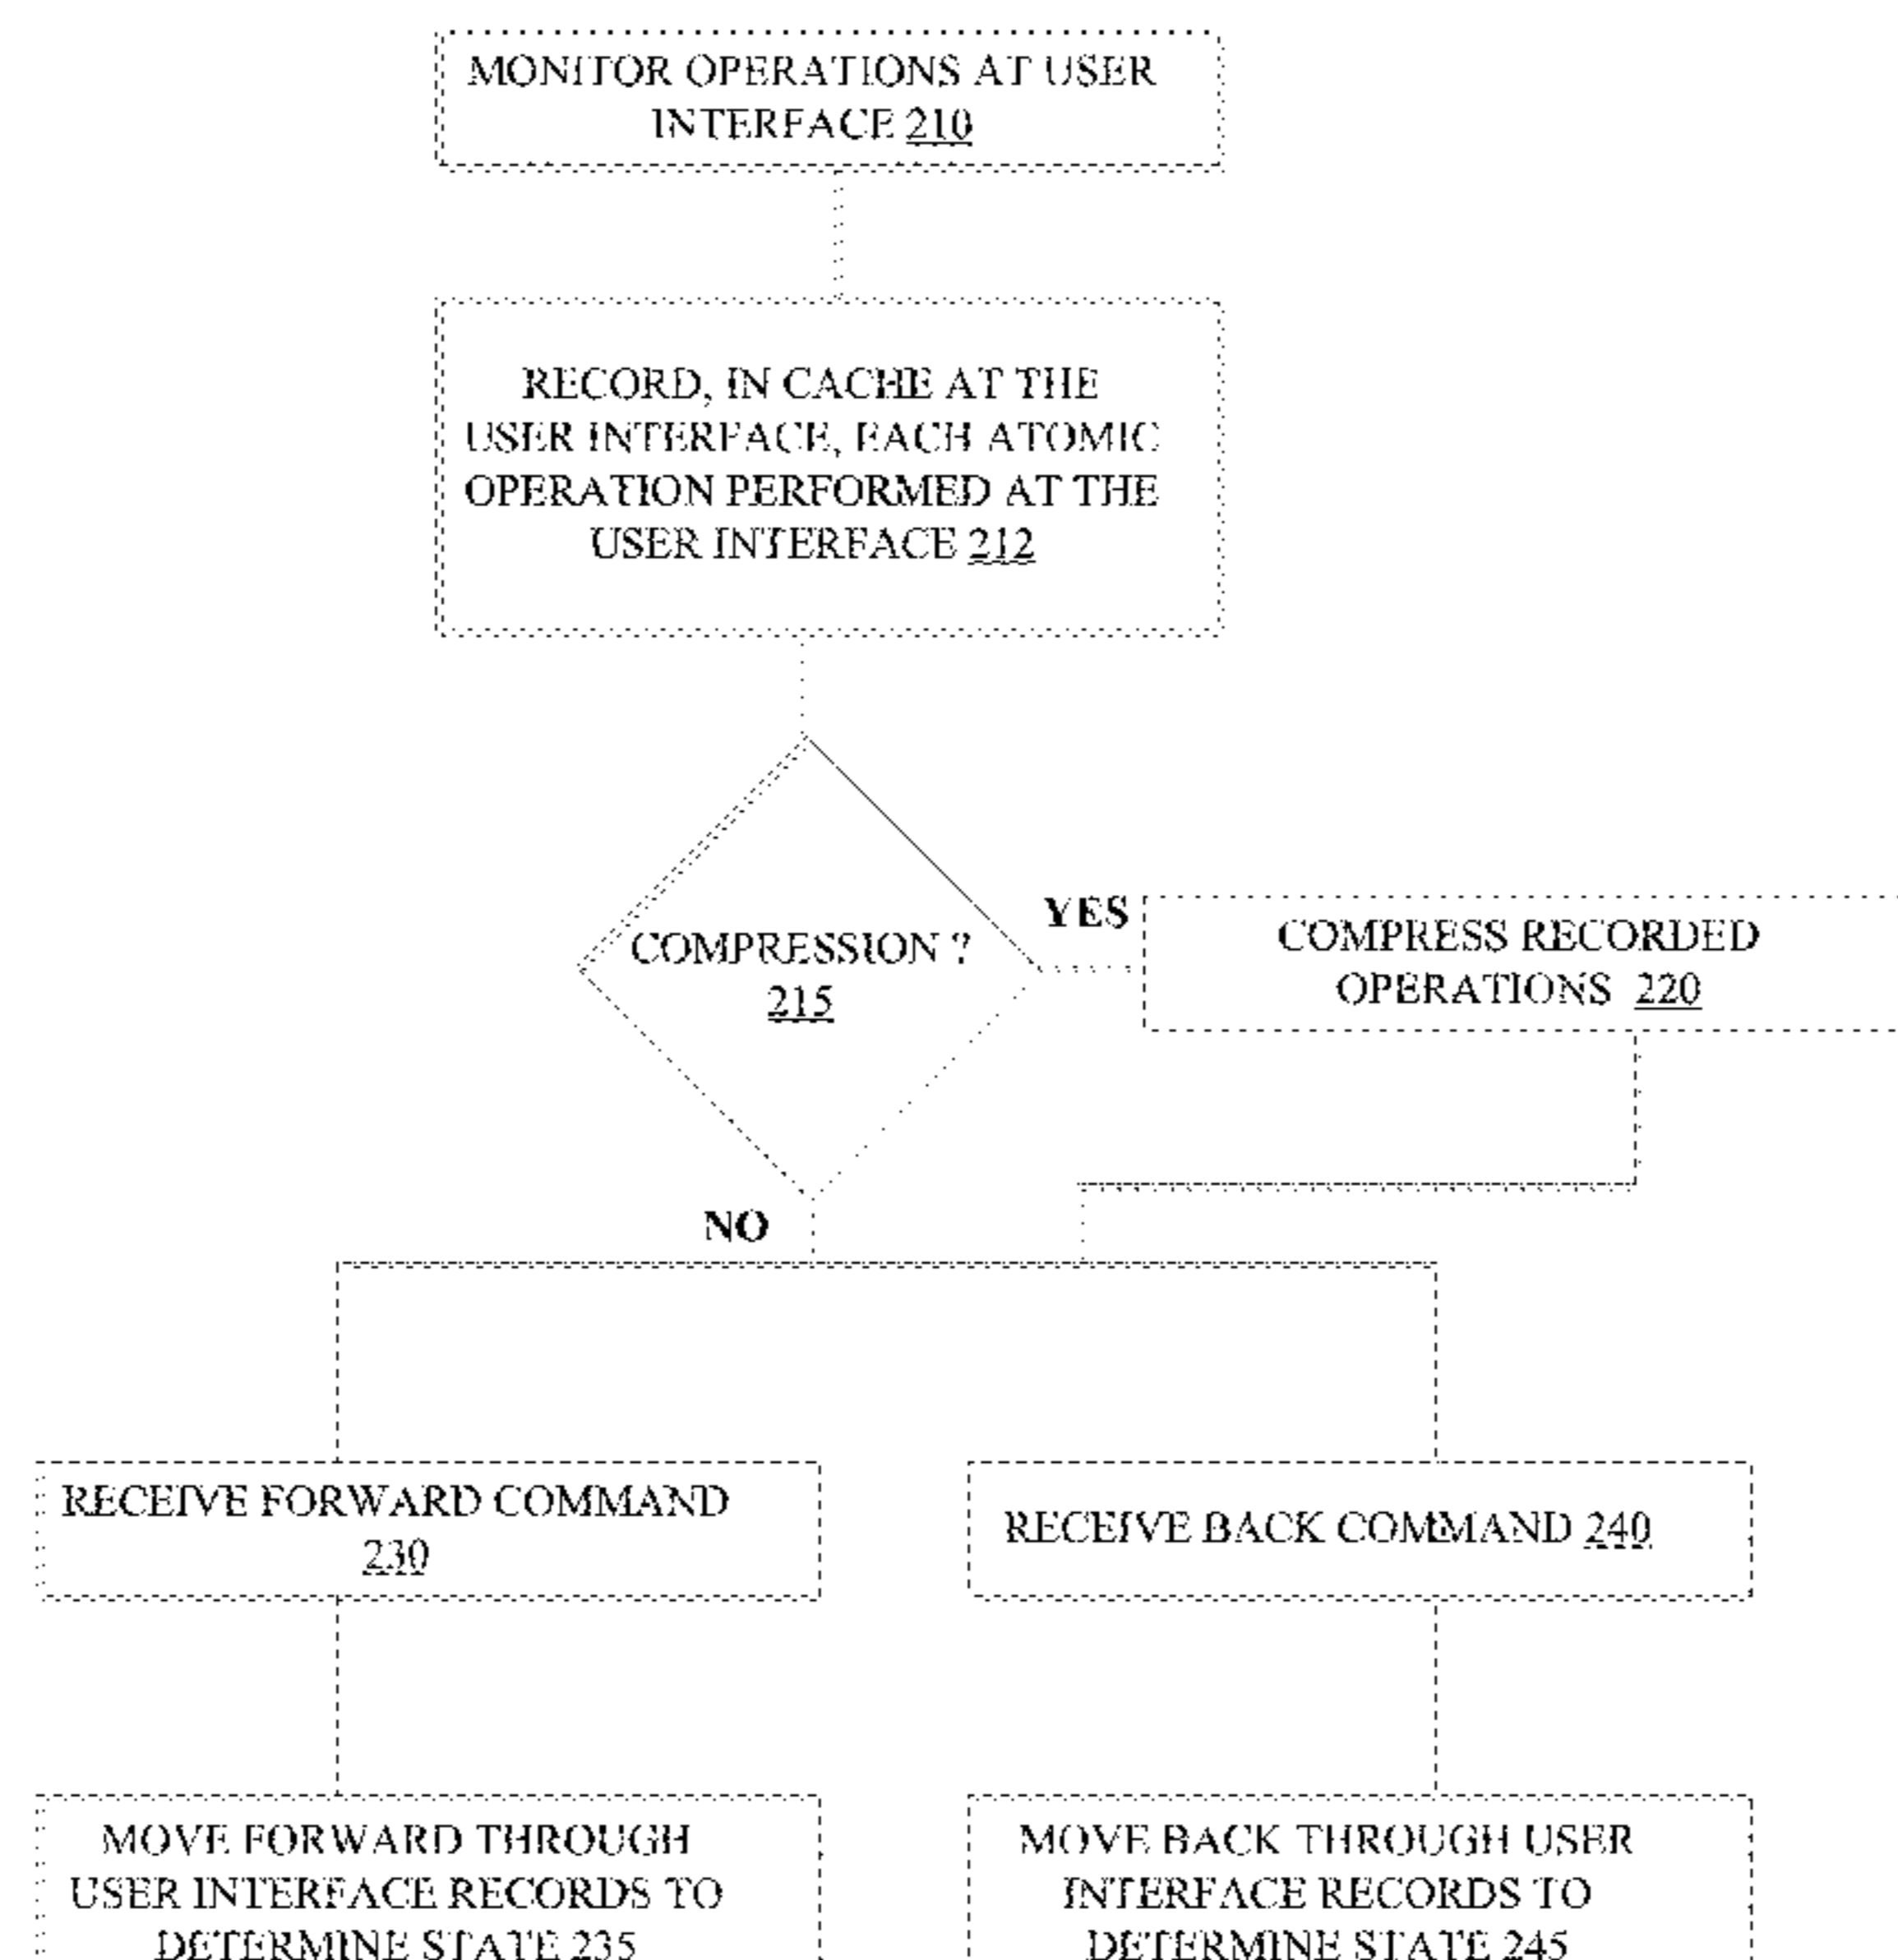 MONITOR OPERATIONS AT USER
INTERFACE 210
RECORD, IN CACHE AT THE
USER INTERFACE, EACH ATOMIC
OPERATION PERFORMED AT THE
USER INTERFACE 212
COMPRESSION ?
215
YES
COMPRESS RECORDED
OPERATIONS 220
NO
RECEIVE FORWARD COMMAND
230
RECEIVE BACK COMMAND 240
MOVE FORWARD THROUGH
USER INTERFACE RECORDS TO
DETERMINE STATE 235
MOVE BACK THROUGH USER
INTERFACE RECORDS TO
DETERMINE STATE 245